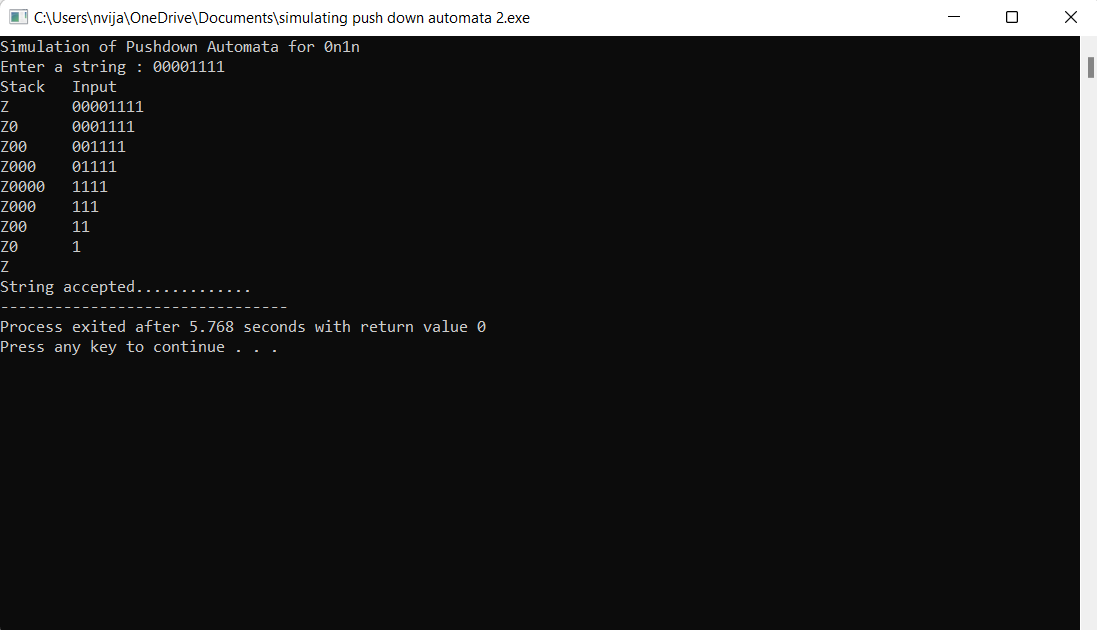 C:\Users\nvija\OneDrive\Documents\simulating push down automata 2.exe
Simulation of Pushdown Automata for 0n1n
Enter a string : 00001111
Stack   Input
Z       00001111
Z0      0001111
Z00     001111
Z000    01111
Z0000   1111
Z000    111
Z00     11
Z0      1
Z
String accepted.............
--------------------------------
Process exited after 5.768 seconds with return value 0
Press any key to continue . . .